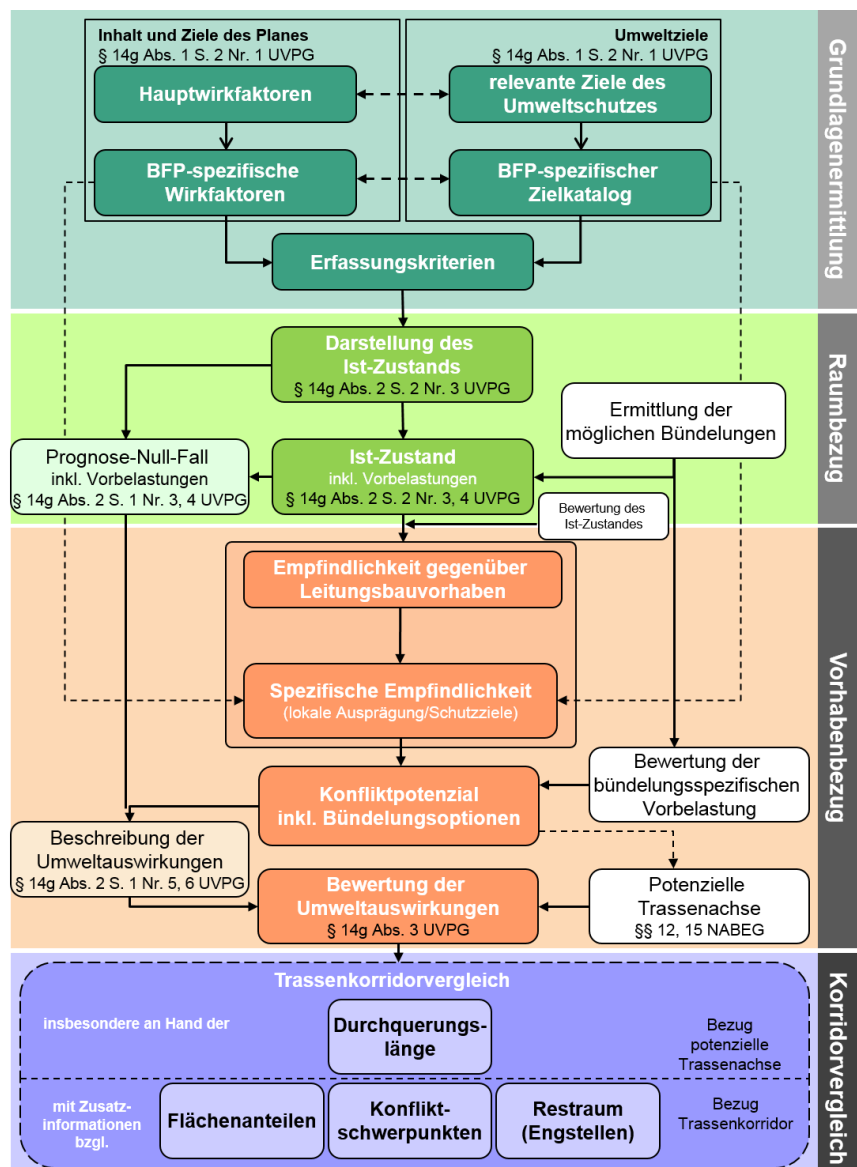 Inhalt und Ziele des Planes
§ 14g Abs. 1 S. 2 Nr. 1 UVPG
Umweltziele
§ 14g Abs. 1 S. 2 Nr. 1 UVPG
Hauptwirkfaktoren
relevante Ziele des
Umweltschutzes
BFP-spezifische
Wirkfaktoren
BFP-spezifischer
Zielkatalog
Erfassungskriterien
Grundlagenermittlung
Darstellung des
Ist-Zustands
§ 14g Abs. 2 S. 2 Nr. 3 UVPG
Ermittlung der
möglichen Bündelungen
Prognose-Null-Fall
inkl. Vorbelastungen
§ 14g Abs. 2 S. 1 Nr. 3, 4 UVPG
Ist-Zustand
inkl. Vorbelastungen
§ 14g Abs. 2 S. 2 Nr. 3, 4 UVPG
Bewertung des
Ist-Zustandes
Raumbezug
Empfindlichkeit gegenüber
Leitungsbauvorhaben
Spezifische Empfindlichkeit
(lokale Ausprägung/Schutzziele)
Konfliktpotenzial
inkl. Bündelungsoptionen
Bewertung der
bündelungsspezifischen
Vorbelastung
Beschreibung der
Umweltauswirkungen
§ 14g Abs. 2 S. 1 Nr. 5, 6 UVPG
Bewertung der
Umweltauswirkungen
§ 14g Abs. 3 UVPG
Potenzielle
Trassenachse
§§ 12, 15 NABEG
Vorhabenbezug
Trassenkorridorvergleich
insbesondere an Hand der
Durchquerungs-
länge
Bezug
potenzielle
Trassenachse
mit Zusatz-
informationen
bzgl.
Flächenanteilen
Konflikt-
schwerpunkten
Restraum
(Engstellen)
Bezug
Trassenkorridor
Korridorvergleich